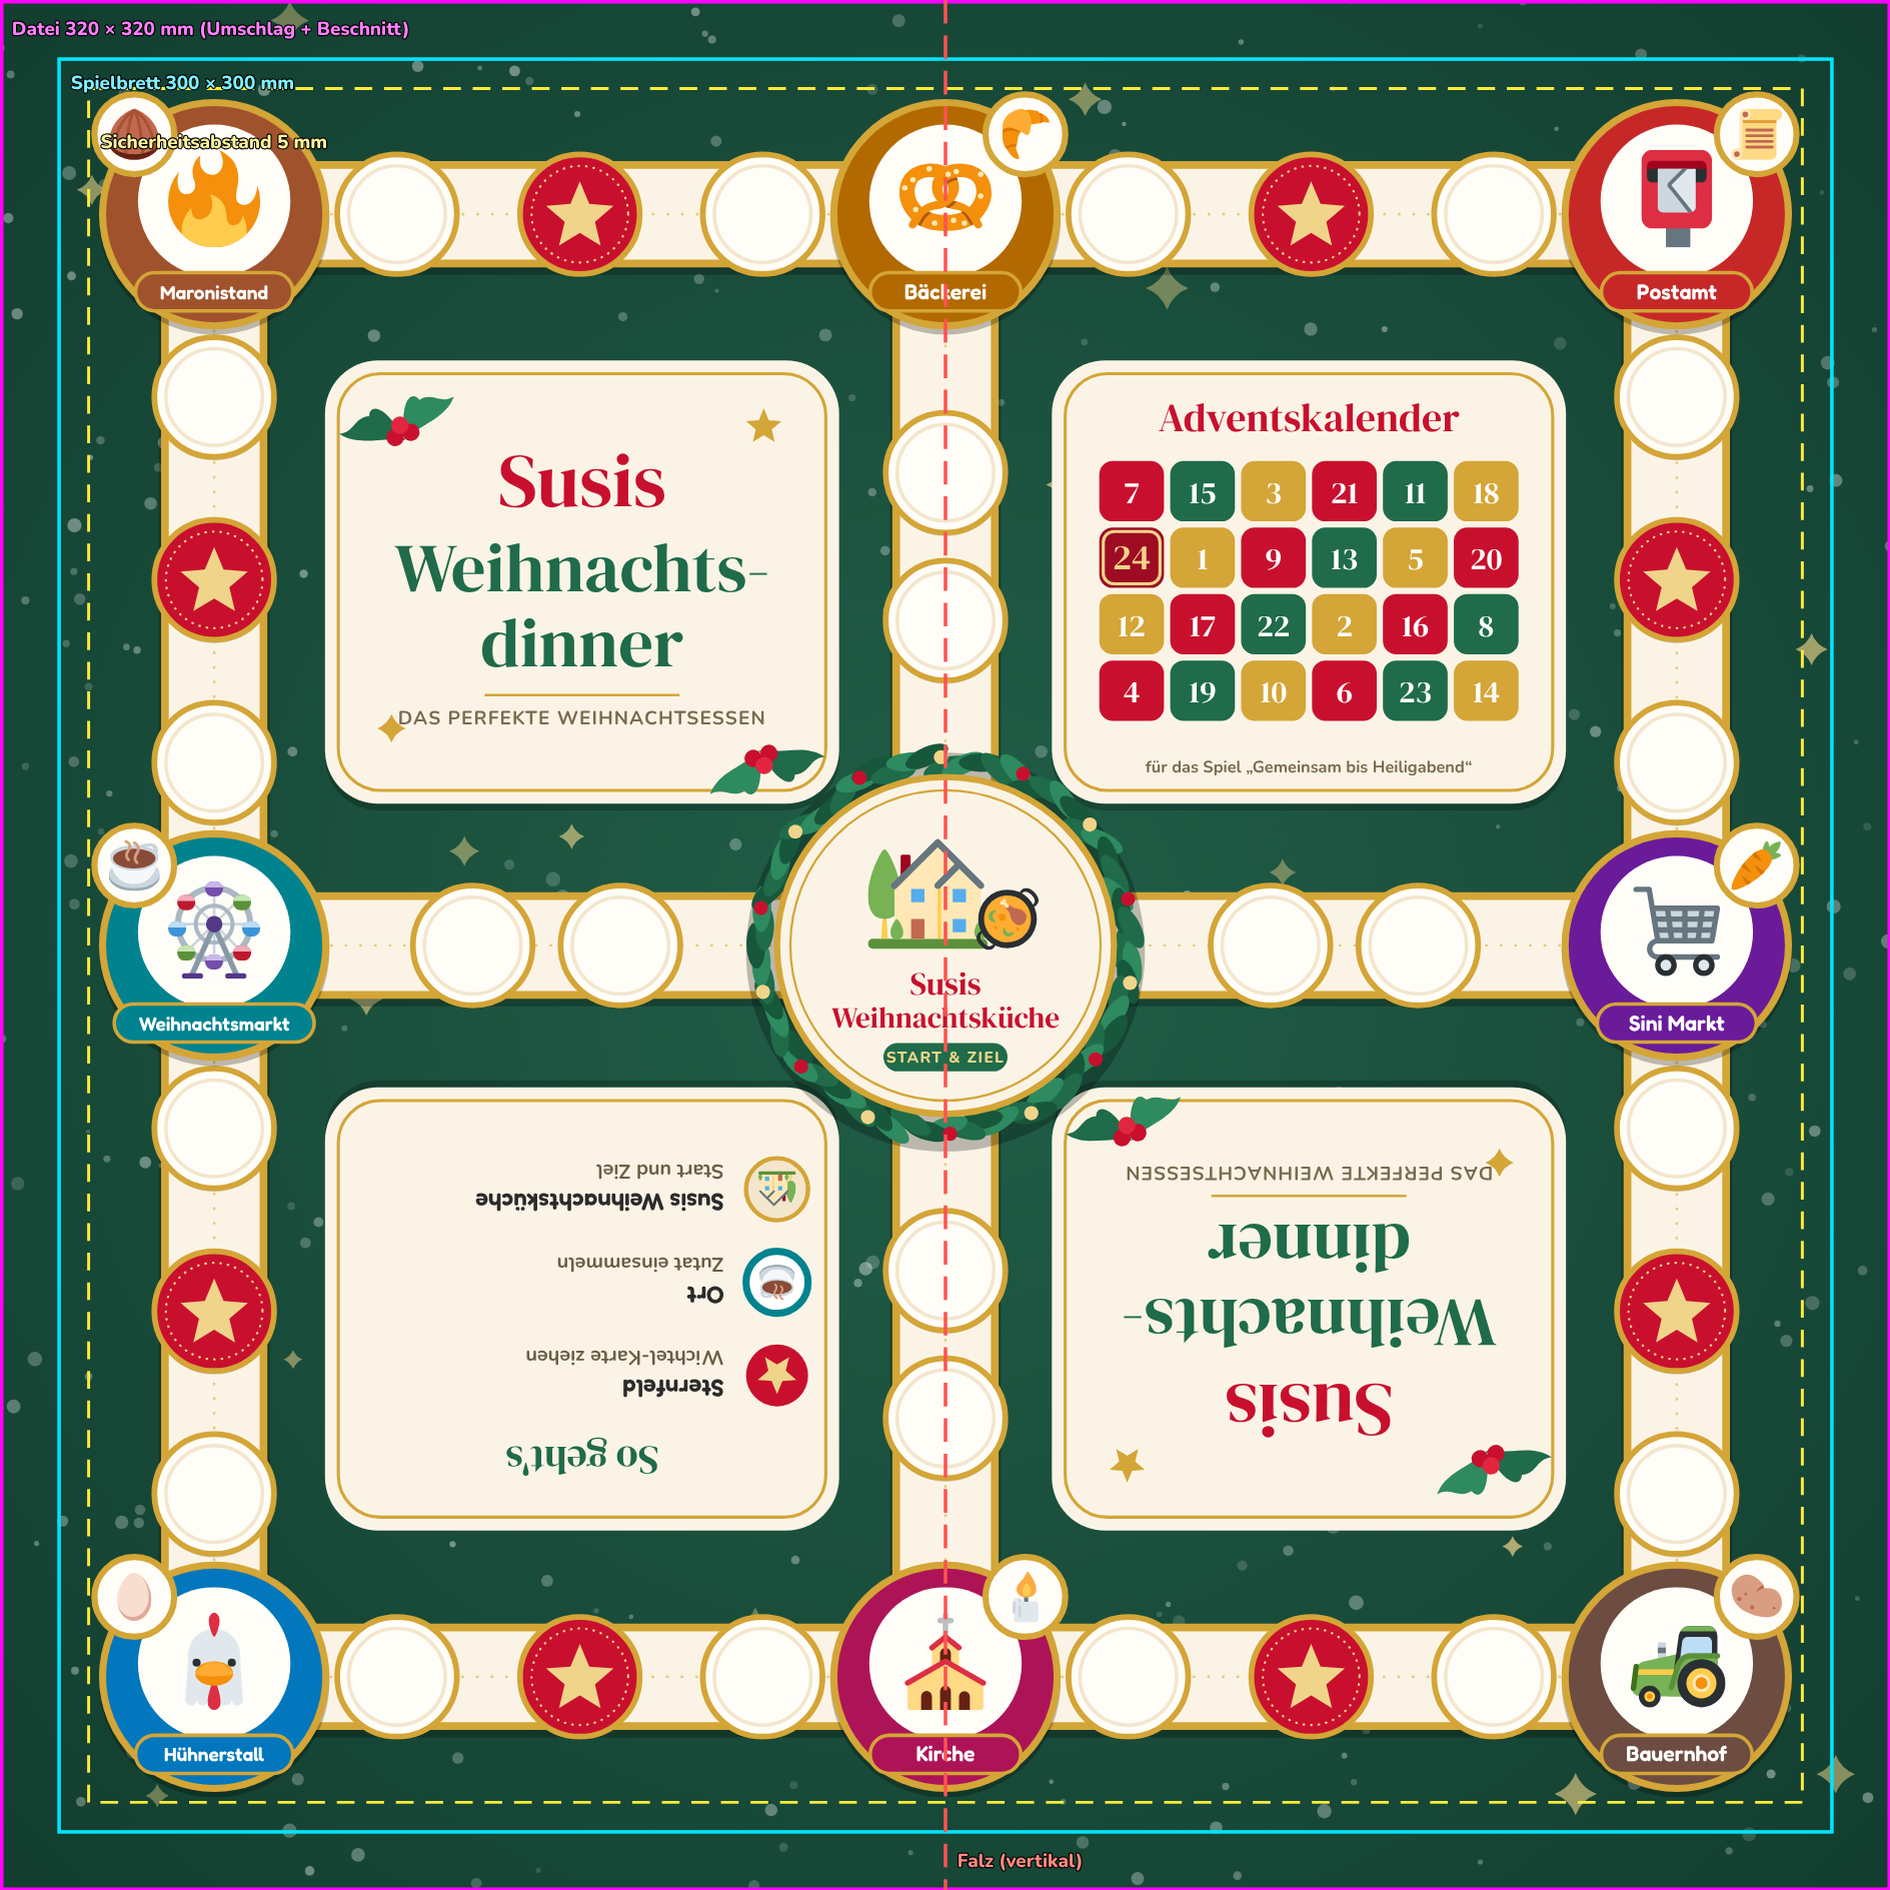 Datei 320 × 320 mm (Umschlag + Beschnitt)
Spielbrett 300 × 300 mm
Sicherheitsabstand 5 mm
Maronistand
Bäckerei
Postamt
Susis
Weihnachts-
dinner
DAS PERFEKTE WEIHNACHTSESSEN
Adventskalender
7 15 3 21 11 18
24 1 9 13 5 20
12 17 22 2 16 8
4 19 10 6 23 14
für das Spiel „Gemeinsam bis Heiligabend“
Weihnachtsmarkt
Susis
Weihnachtsküche
START & ZIEL
Sini Markt
So geht's
Sternfeld
Wichtel-Karte ziehen
Ort
Zutat einsammeln
Susis Weihnachtsküche
Start und Ziel
Susis
Weihnachts-
dinner
DAS PERFEKTE WEIHNACHTSESSEN
Hühnerstall
Kirche
Bauernhof
Falz (vertikal)